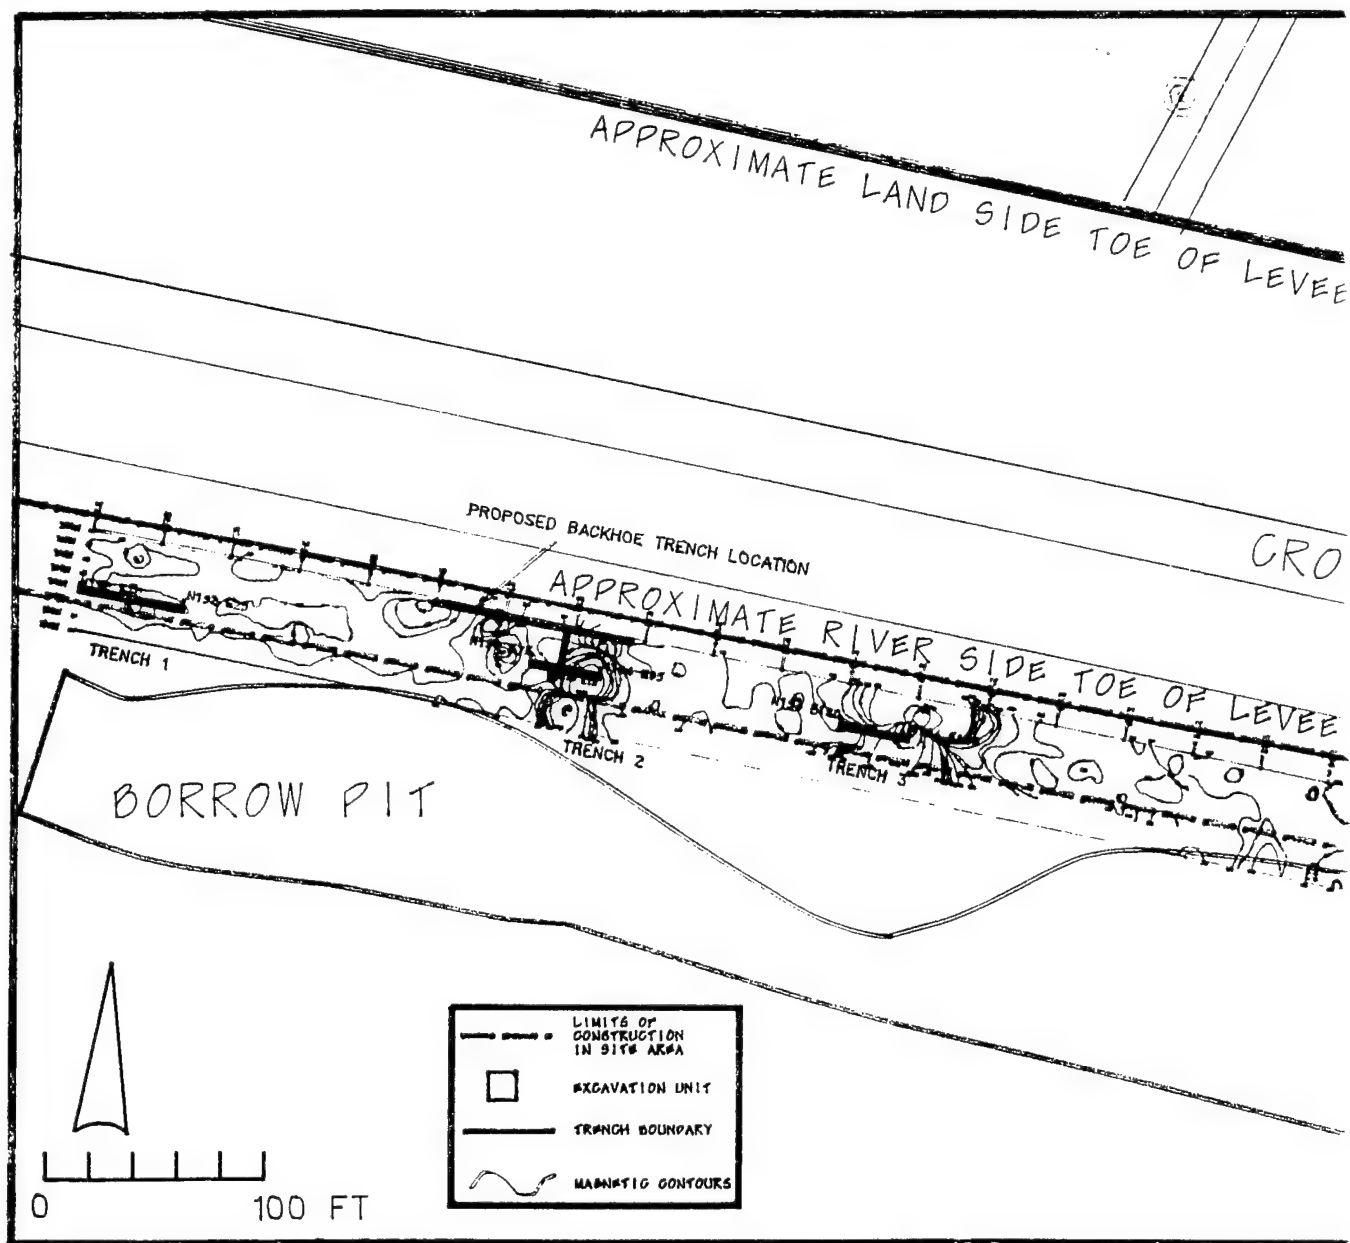 APPROXIMATE LAND SIDE TOE OF LEVEE
CRO
PROPOSED BACKHOE TRENCH LOCATION
APPROXIMATE RIVER SIDE TOE OF LEVEE
TRENCH 1
TRENCH 2
TRENCH 3
BORROW PIT
LIMITS OF
CONSTRUCTION
IN SITE AREA
EXCAVATION UNIT
TRENCH BOUNDARY
MAGNETIC CONTOURS
0 100 FT